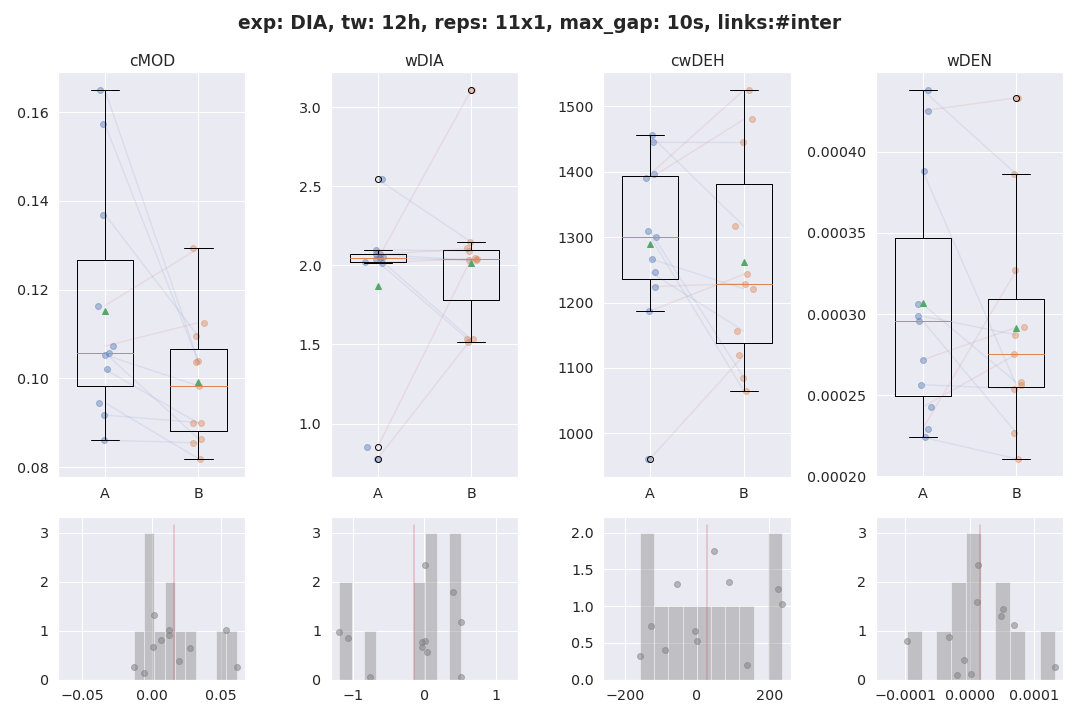 exp: DIA, tw: 12h, reps: 11x1, max_gap: 10s, links:#inter
cMOD
wDIA
cwDEH
wDEN
0.16
0.14
0.12
0.10
0.08
A B
3.0
2.5
2.0
1.5
1.0
A B
1500
1400
1300
1200
1100
1000
A B
0.00040
0.00035
0.00030
0.00025
0.00020
A B
3
2
1
0
−0.05 0.00 0.05
3
2
1
0
−1 0 1
2.0
1.5
1.0
0.5
0.0
−200 0 200
3
2
1
0
−0.0001 0.0000 0.0001